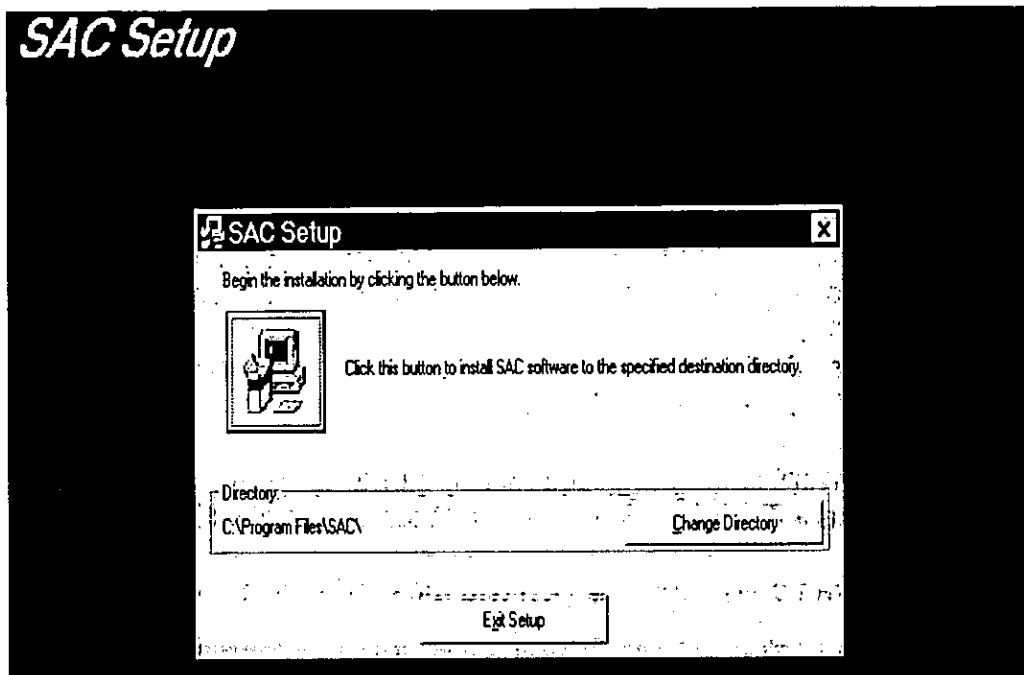 SAC Setup
SAC Setup
Begin the installation by clicking the button below.
Click this button to install SAC software to the specified destination directory.
Directory:
C:\Program Files\SAC\
Change Directory
Exit Setup